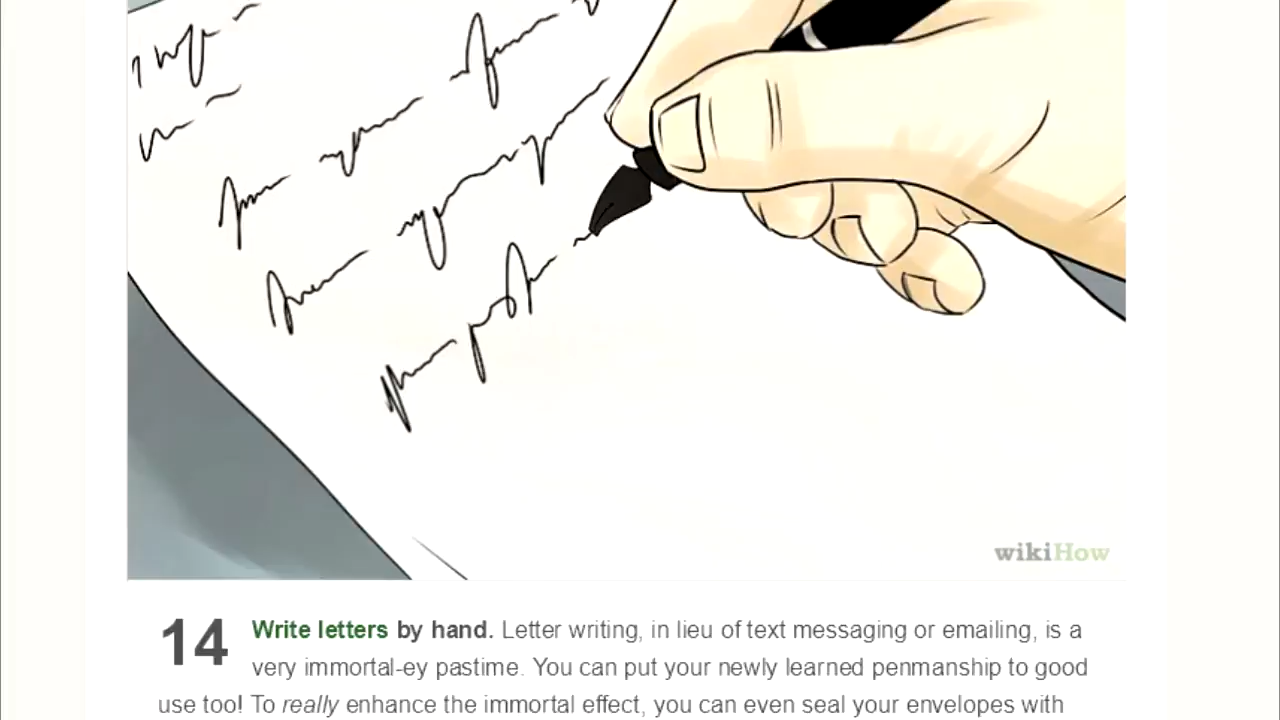 wikiHow
14 Write letters by hand. Letter writing, in lieu of text messaging or emailing, is a
very immortal-ey pastime. You can put your newly learned penmanship to good
use too! To really enhance the immortal effect, you can even seal your envelopes with